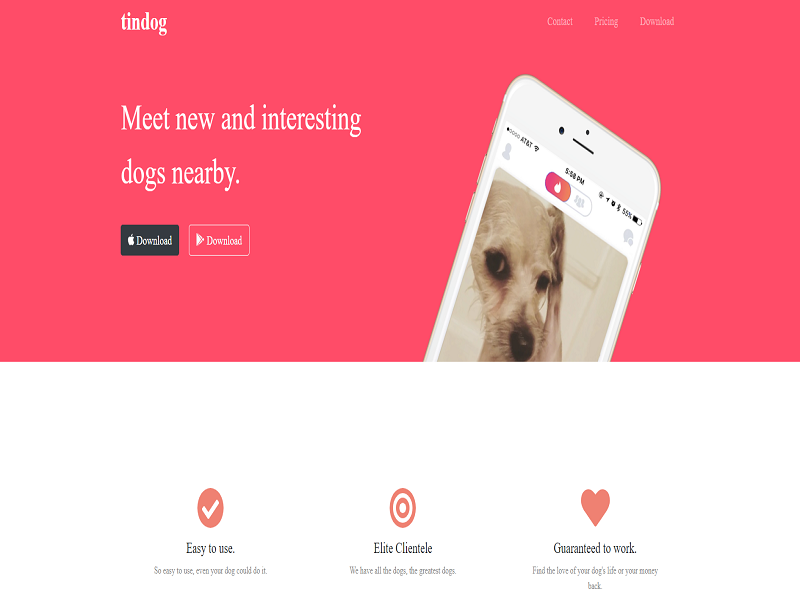 tindog
Contact Pricing Download
Meet new and interesting
dogs nearby.
Download Download
AT&T 5:58 PM 55%
Easy to use.
So easy to use, even your dog could do it.
Elite Clientele
We have all the dogs, the greatest dogs.
Guaranteed to work.
Find the love of your dog's life or your money
back.